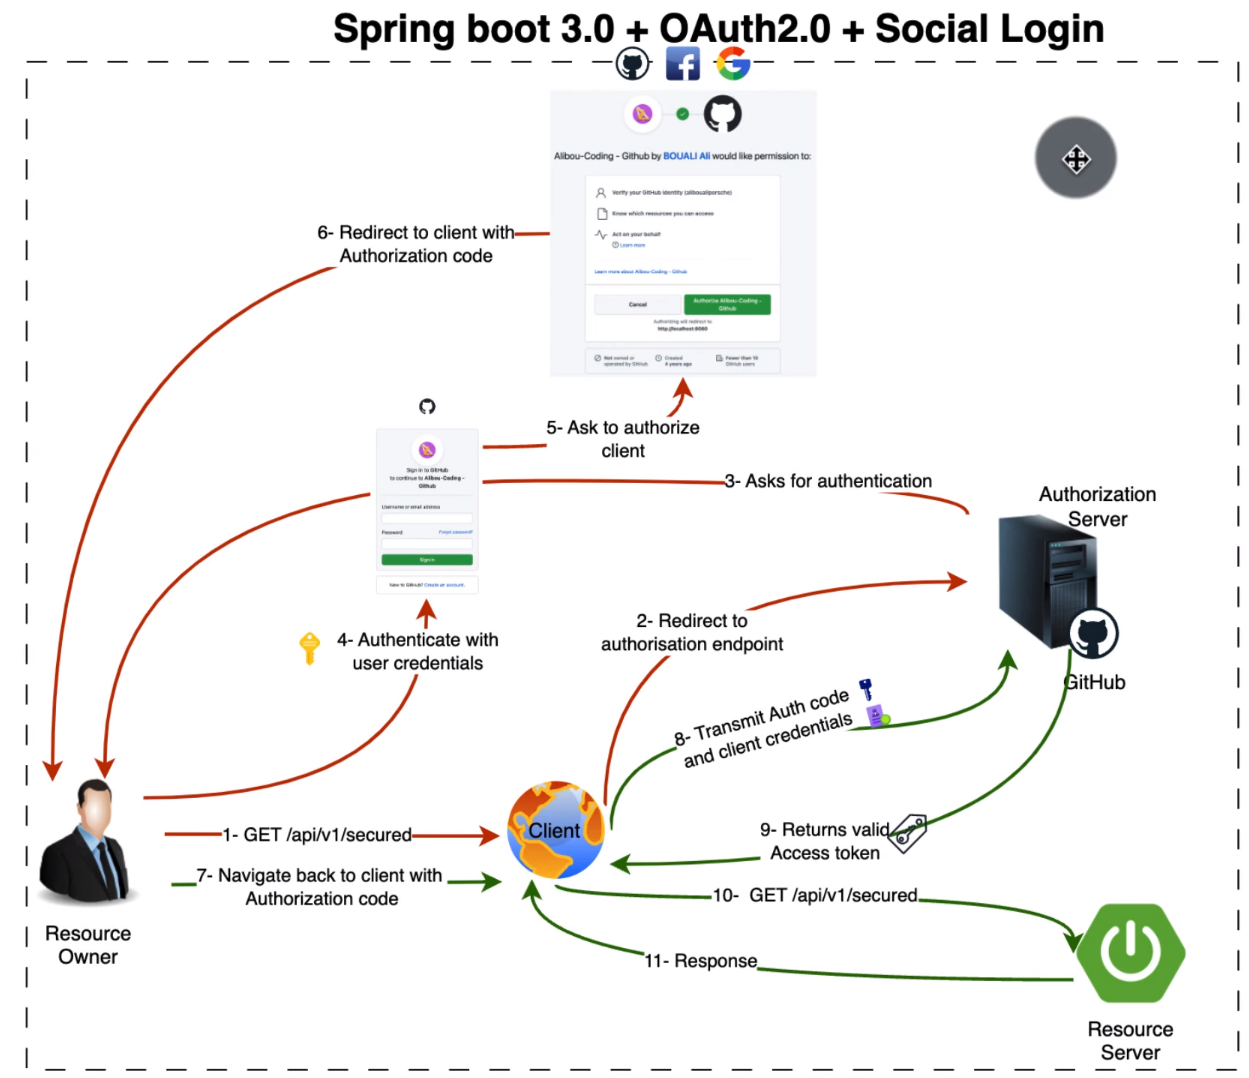 Spring boot 3.0 + OAuth2.0 + Social Login
Alibou-Coding - Github by BOUALI Ali would like permission to:
Verify your GitHub identity (aliboualiporsche)
Know which resources you can access
Act on your behalf
Learn more
Learn more about Alibou-Coding - Github
Cancel
Authorize Alibou-Coding -
Github
Authorizing will redirect to
http://localhost:8080
Not owned or
operated by GitHub
Created
4 years ago
Fewer than 10
GitHub users
6- Redirect to client with
Authorization code
5- Ask to authorize
client
Sign in to GitHub
to continue to Alibou-Coding -
Github
Username or email address
Password
Forgot password?
Sign in
New to GitHub? Create an account.
3- Asks for authentication
Authorization
Server
GitHub
4- Authenticate with
user credentials
2- Redirect to
authorisation endpoint
8- Transmit Auth code
and client credentials
Client
1- GET /api/v1/secured
9- Returns valid
Access token
7- Navigate back to client with
Authorization code
10- GET /api/v1/secured
11- Response
Resource
Owner
Resource
Server